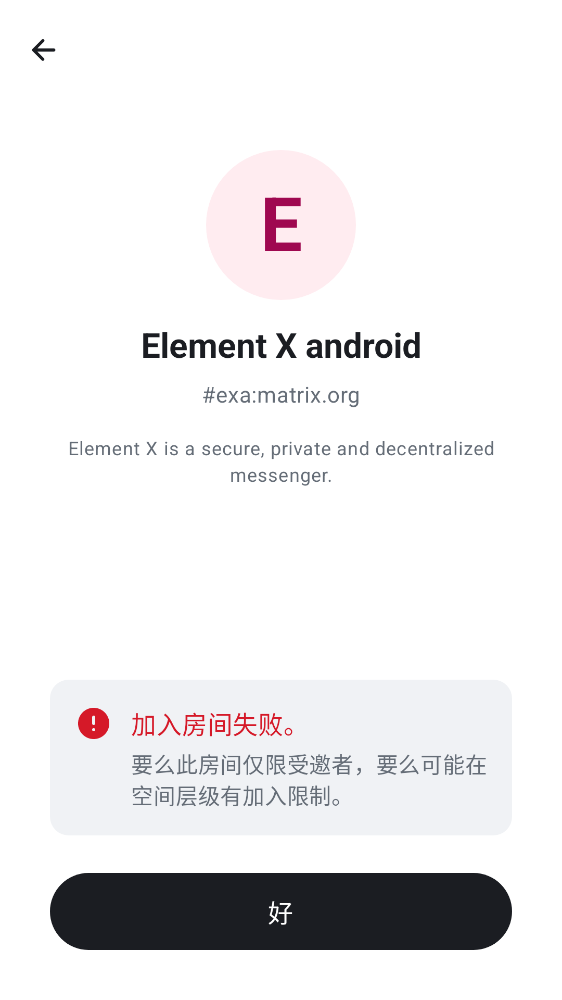 E
Element X android
#exa:matrix.org
Element X is a secure, private and decentralized
messenger.
加入房间失败。
要么此房间仅限受邀者，要么可能在
空间层级有加入限制。
好